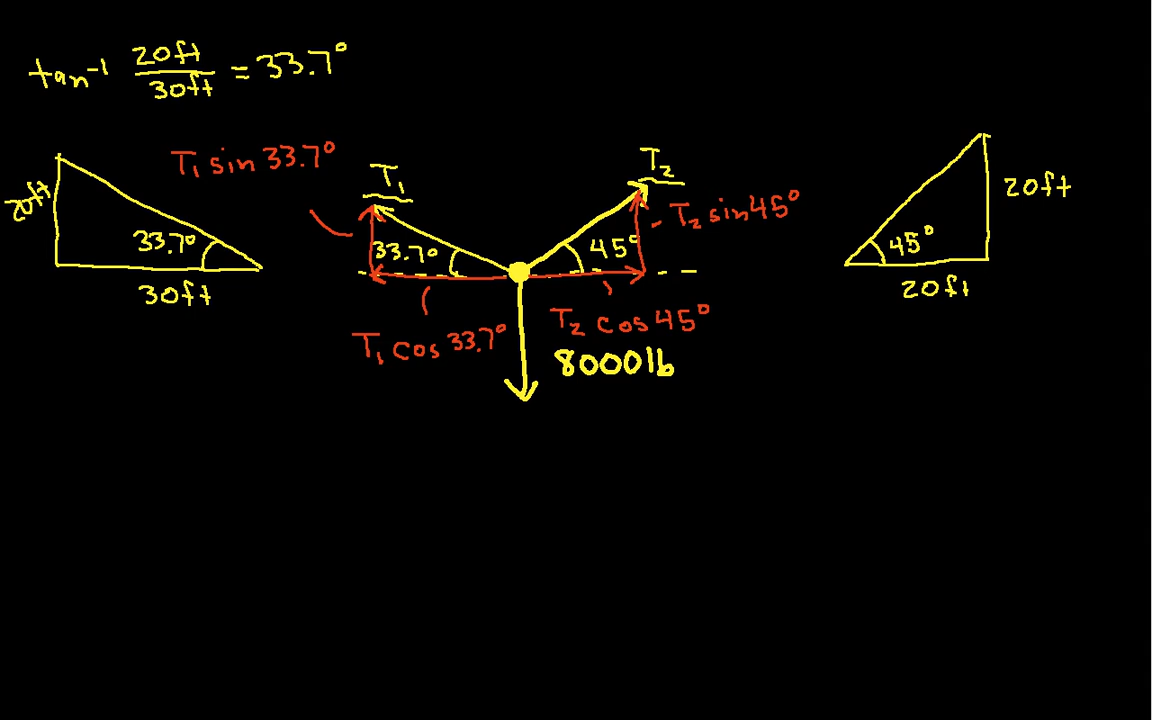 tan⁻¹ 20ft/30ft = 33.7°
T₁ sin 33.7°
T₁
T₂
20ft
33.7°
30ft
33.7°
45°
T₂ sin 45°
45°
20ft
20ft
T₁ cos 33.7°
T₂ cos 45°
8000lb